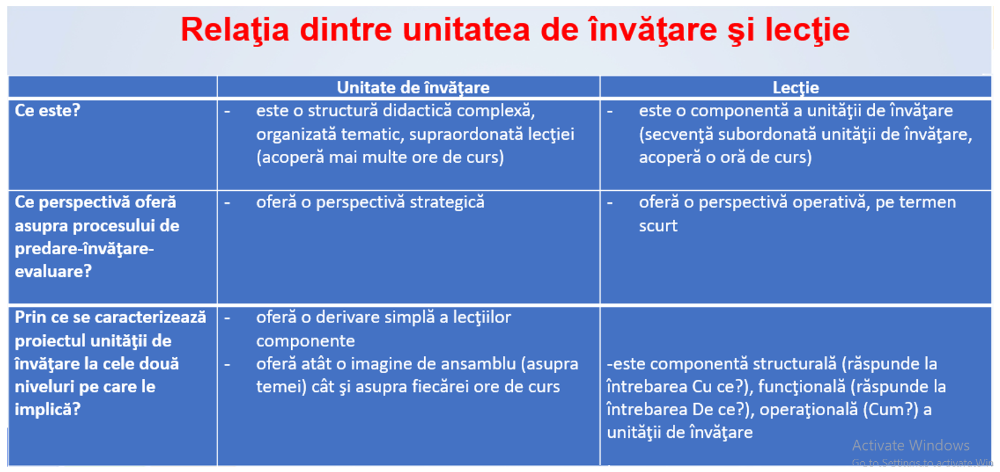 Relaţia dintre unitatea de învăţare şi lecţie
Unitate de învăţare
Lecţie
Ce este?
- este o structură didactică complexă,
organizată tematic, supraordonată lecţiei
(acoperă mai multe ore de curs)
- este o componentă a unităţii de învăţare
(secvenţă subordonată unităţii de învăţare,
acoperă o oră de curs)
Ce perspectivă oferă
asupra procesului de
predare-învăţare-
evaluare?
- oferă o perspectivă strategică
- oferă o perspectivă operativă, pe termen
scurt
Prin ce se caracterizează
proiectul unităţii de
învăţare la cele două
niveluri pe care le
implică?
- oferă o derivare simplă a lecţiilor
componente
- oferă atât o imagine de ansamblu (asupra
temei) cât şi asupra fiecărei ore de curs
-este componentă structurală (răspunde la
întrebarea Cu ce?), funcţională (răspunde la
întrebarea De ce?), operaţională (Cum?) a
unităţii de învăţare
Activate Windows
Go to Settings to activate Win